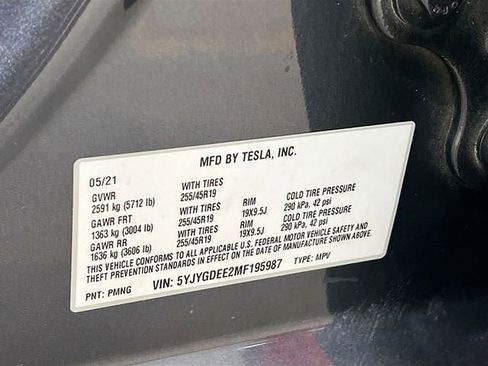 MFD BY TESLA, INC.
05/21
GVWR WITH TIRES RIM COLD TIRE PRESSURE
2591 kg (5712 lb) 255/45R19
GAWR FRT WITH TIRES RIM COLD TIRE PRESSURE
1363 kg (3004 lb) 255/45R19 19X9.5J 290 kPa, 42 psi
GAWR RR WITH TIRES RIM COLD TIRE PRESSURE
1636 kg (3606 lb) 255/45R19 19X9.5J 290 kPa, 42 psi
THIS VEHICLE CONFORMS TO ALL APPLICABLE U.S. FEDERAL MOTOR VEHICLE SAFETY AND
THEFT PREVENTION STANDARDS IN EFFECT ON THE DATE OF MANUFACTURE SHOWN ABOVE.
PNT: PMNG VIN: 5YJYGDEE2MF195987 TYPE: MPV